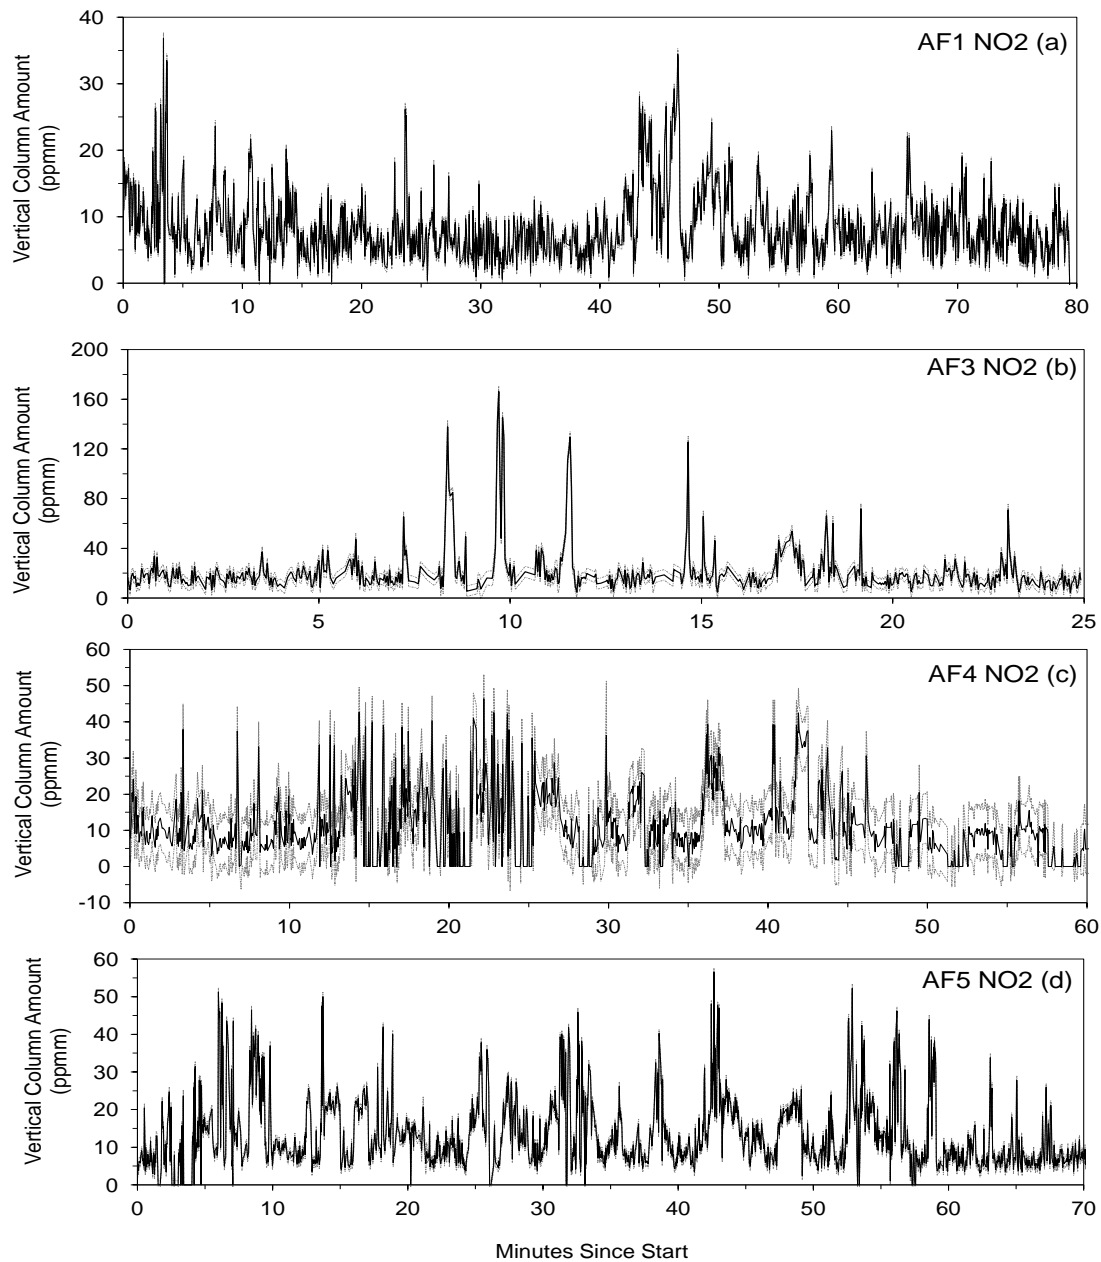 AF1 NO2 (a)
Vertical Column Amount
(ppmm)
40
30
20
10
0
0 10 20 30 40 50 60 70 80
AF3 NO2 (b)
Vertical Column Amount
(ppmm)
200
160
120
80
40
0
0 5 10 15 20 25
AF4 NO2 (c)
Vertical Column Amount
(ppmm)
60
50
40
30
20
10
0
-10
0 10 20 30 40 50 60
AF5 NO2 (d)
Vertical Column Amount
(ppmm)
60
50
40
30
20
10
0
0 10 20 30 40 50 60 70
Minutes Since Start